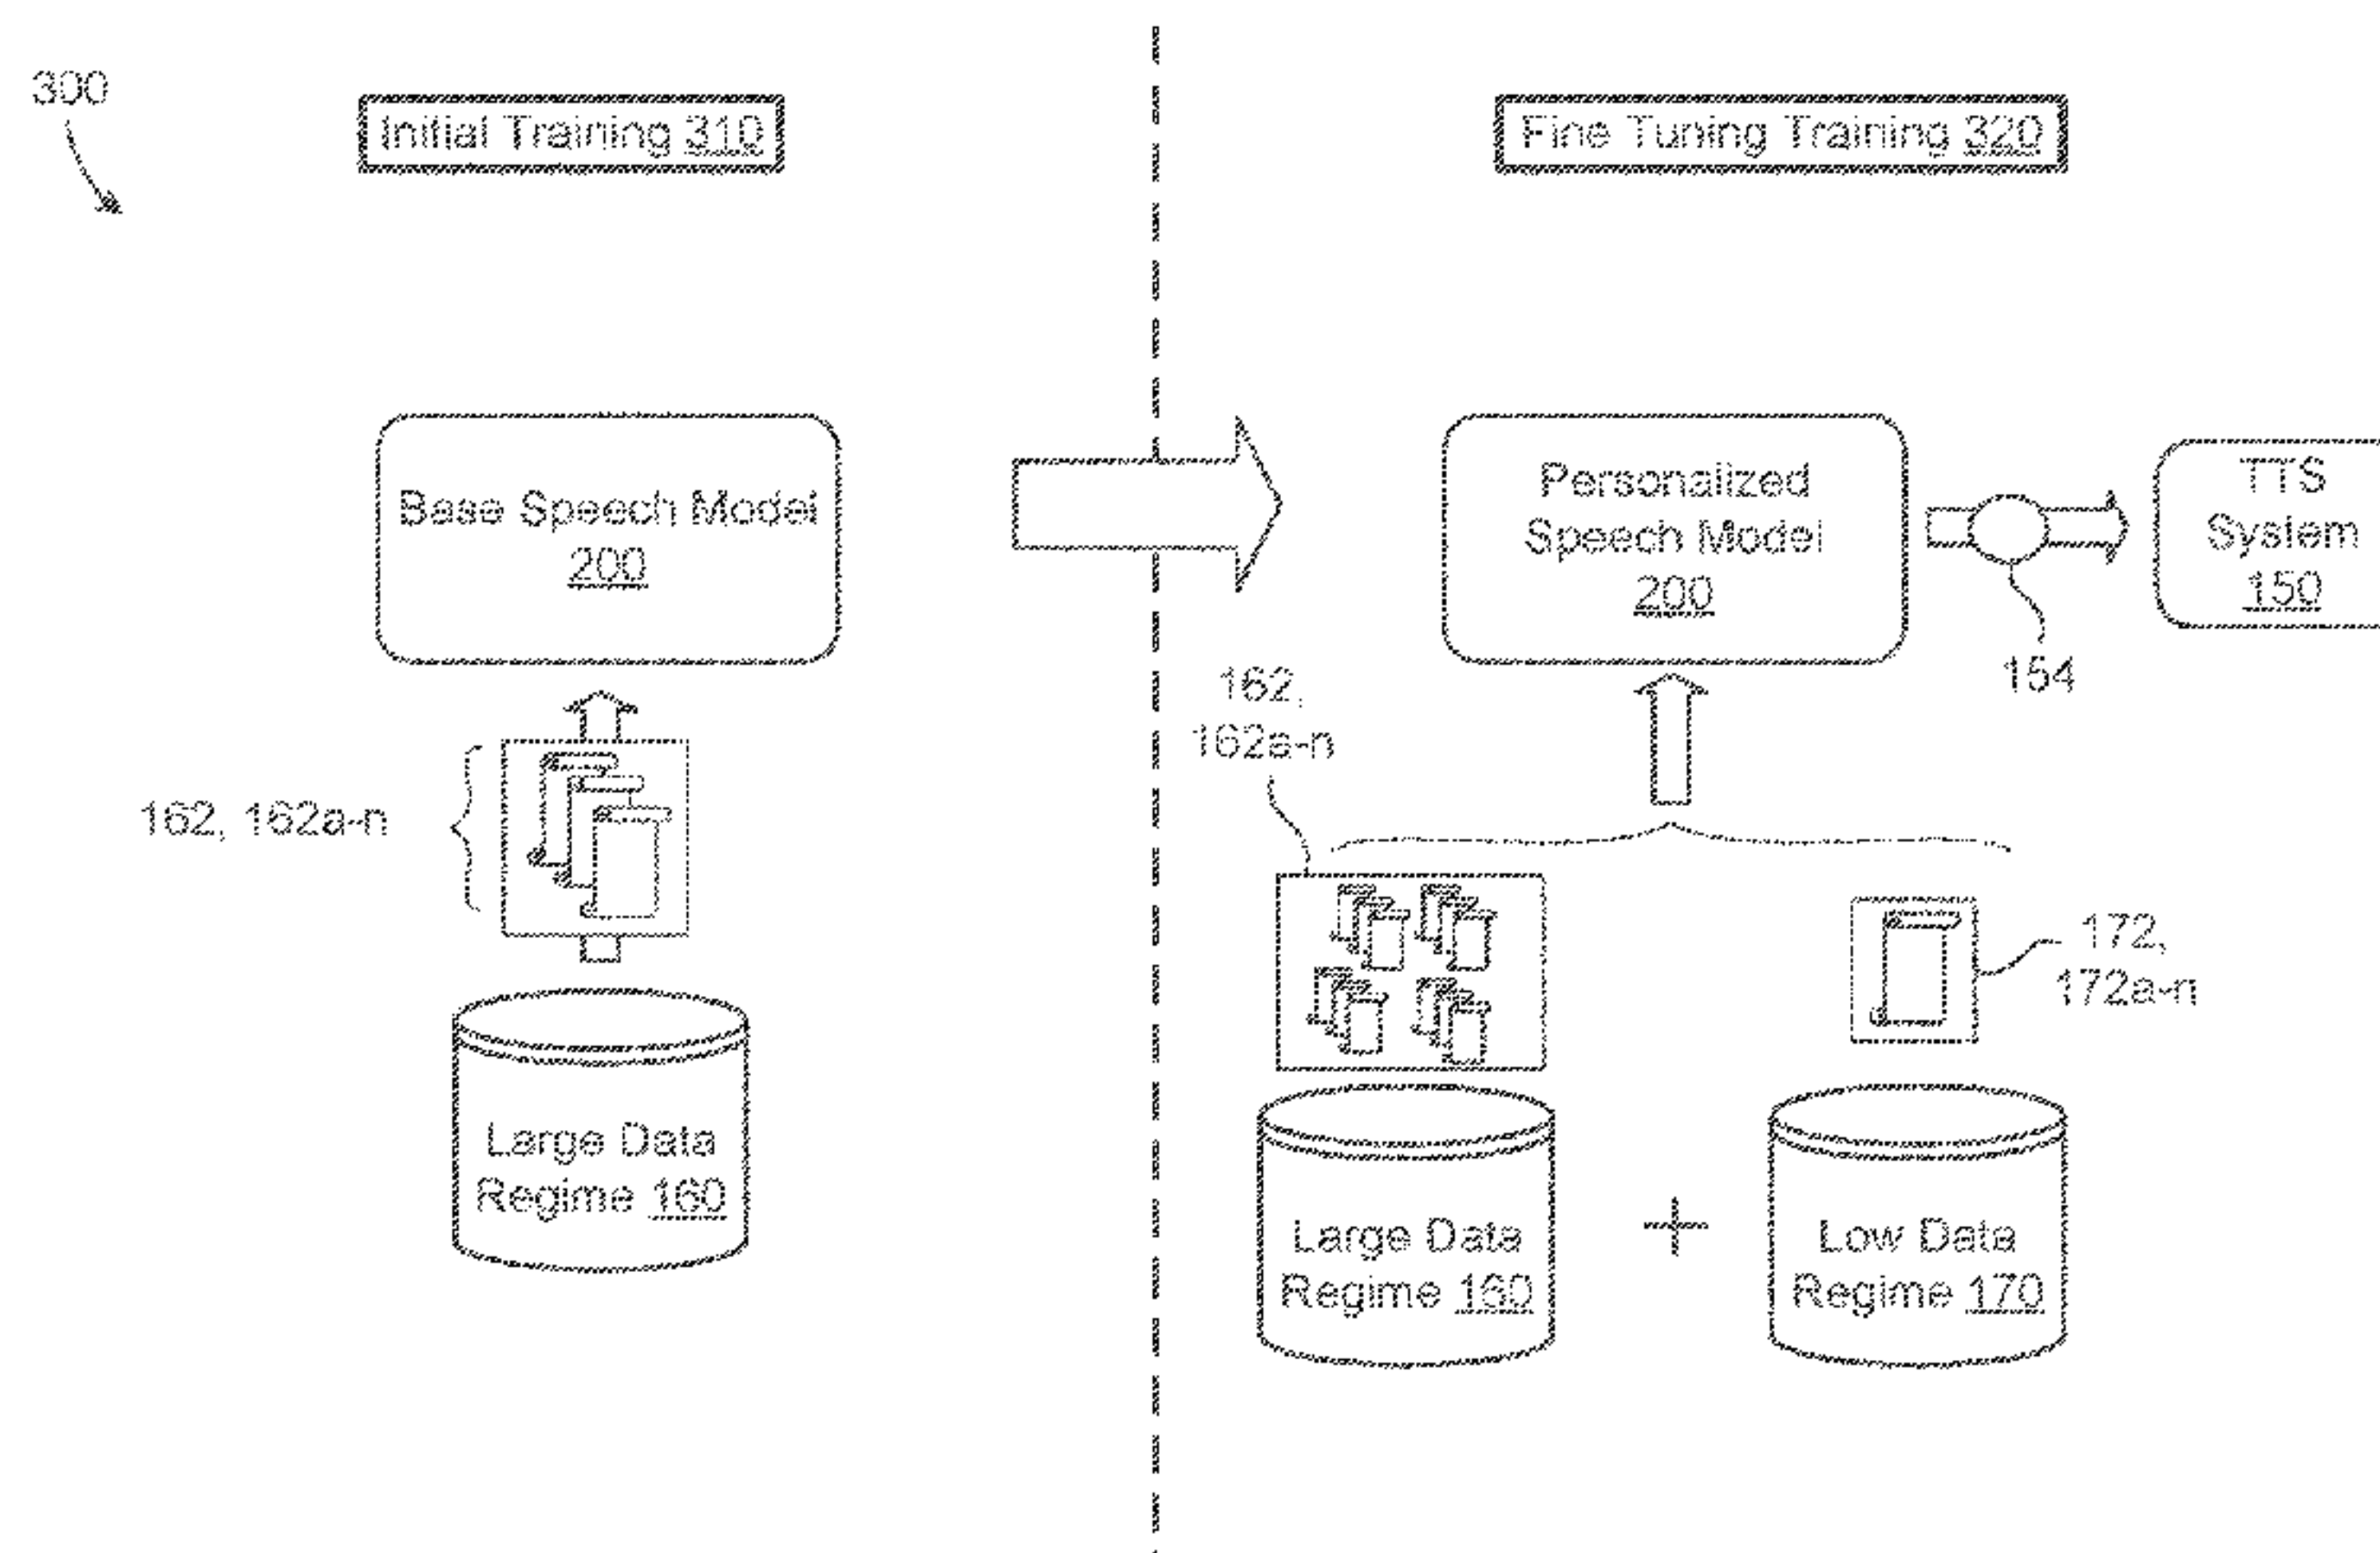 300
Initial Training 310
Fine Tuning Training 320
Base Speech Model
200
Personalized
Speech Model
200
TTS
System
150
154
162,
162a-n
162, 162a-n
172,
172a-n
Large Data
Regime 160
Large Data
Regime 160
+
Low Data
Regime 170